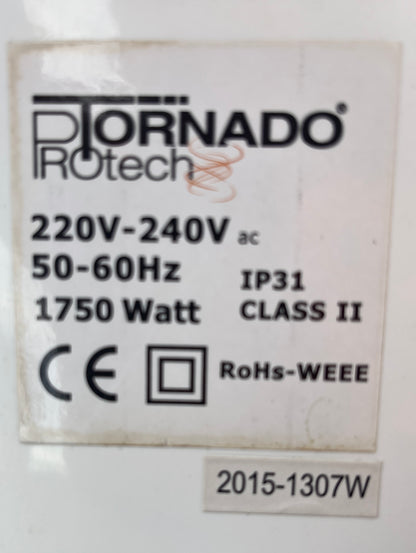 TORNADO®
PROtech
220V-240V ac
50-60Hz IP31
1750 Watt CLASS II
CE RoHs-WEEE
2015-1307W